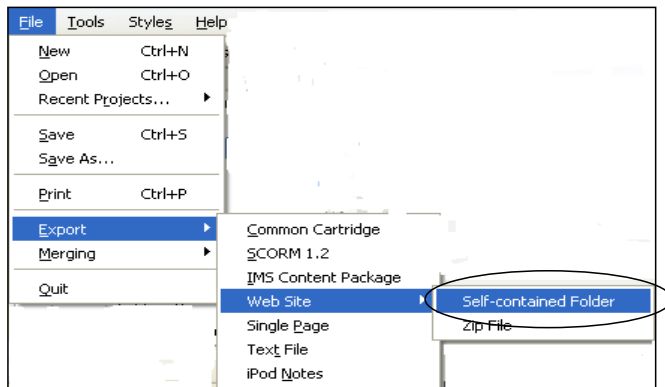 File Tools Styles Help
New Ctrl+N
Open Ctrl+O
Recent Projects...
Save Ctrl+S
Save As...
Print Ctrl+P
Export
Merging
Quit
Common Cartridge
SCORM 1.2
IMS Content Package
Web Site
Single Page
Text File
iPod Notes
Self-contained Folder
Zip File